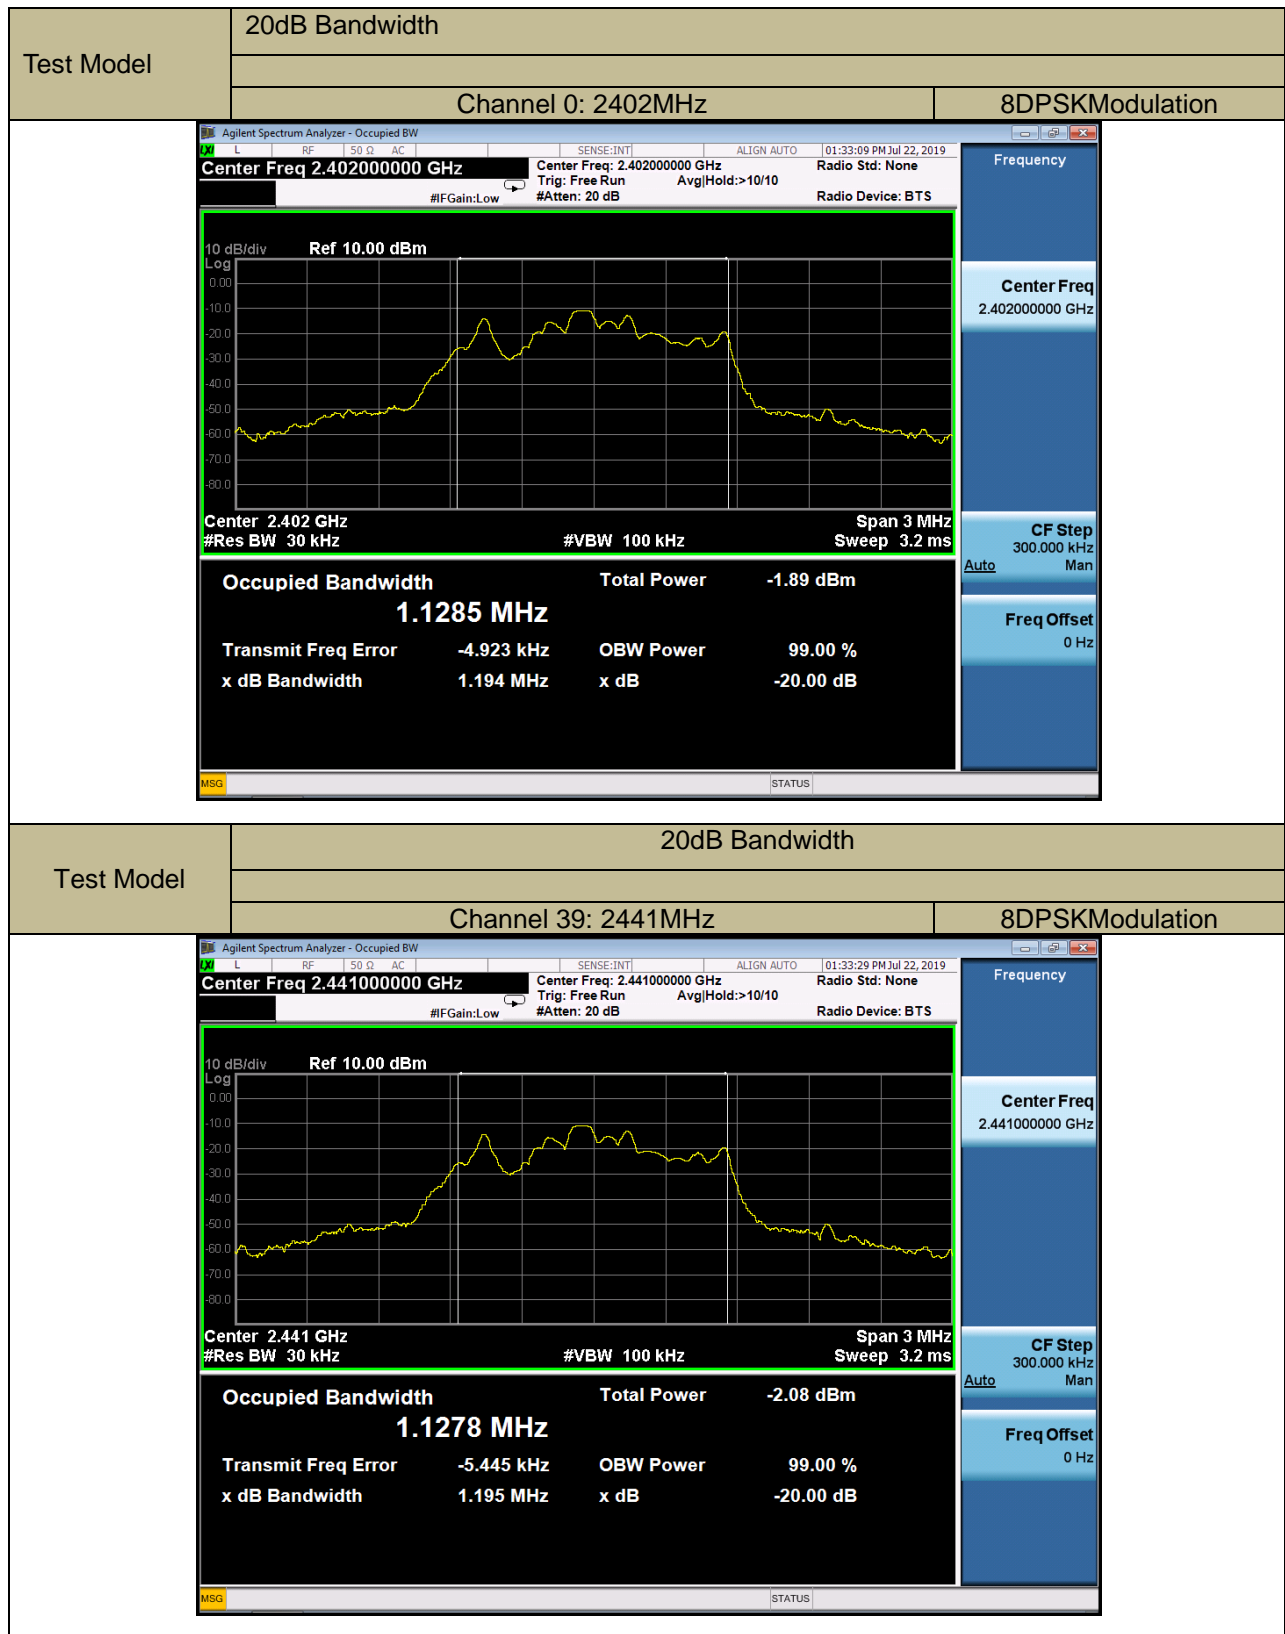 20dB Bandwidth
Test Model
Channel 0: 2402MHz 8DPSKModulation
Agilent Spectrum Analyzer - Occupied BW
LXI L RF 50 Ω AC SENSE:INT ALIGN AUTO 01:33:09 PM Jul 22, 2019
Center Freq 2.402000000 GHz Center Freq: 2.402000000 GHz Radio Std: None Frequency
Trig: Free Run Avg|Hold:>10/10
#IFGain:Low #Atten: 20 dB Radio Device: BTS
10 dB/div Ref 10.00 dBm
Log
0.00
-10.0
-20.0
-30.0
-40.0
-50.0
-60.0
-70.0
-80.0
Center Freq
2.402000000 GHz
Center 2.402 GHz Span 3 MHz
#Res BW 30 kHz #VBW 100 kHz Sweep 3.2 ms
CF Step
300.000 kHz
Auto Man
Occupied Bandwidth Total Power -1.89 dBm
1.1285 MHz
Freq Offset
0 Hz
Transmit Freq Error -4.923 kHz OBW Power 99.00 %
x dB Bandwidth 1.194 MHz x dB -20.00 dB
MSG STATUS
20dB Bandwidth
Test Model
Channel 39: 2441MHz 8DPSKModulation
Agilent Spectrum Analyzer - Occupied BW
LXI L RF 50 Ω AC SENSE:INT ALIGN AUTO 01:33:29 PM Jul 22, 2019
Center Freq 2.441000000 GHz Center Freq: 2.441000000 GHz Radio Std: None Frequency
Trig: Free Run Avg|Hold:>10/10
#IFGain:Low #Atten: 20 dB Radio Device: BTS
10 dB/div Ref 10.00 dBm
Log
0.00
-10.0
-20.0
-30.0
-40.0
-50.0
-60.0
-70.0
-80.0
Center Freq
2.441000000 GHz
Center 2.441 GHz Span 3 MHz
#Res BW 30 kHz #VBW 100 kHz Sweep 3.2 ms
CF Step
300.000 kHz
Auto Man
Occupied Bandwidth Total Power -2.08 dBm
1.1278 MHz
Freq Offset
0 Hz
Transmit Freq Error -5.445 kHz OBW Power 99.00 %
x dB Bandwidth 1.195 MHz x dB -20.00 dB
MSG STATUS